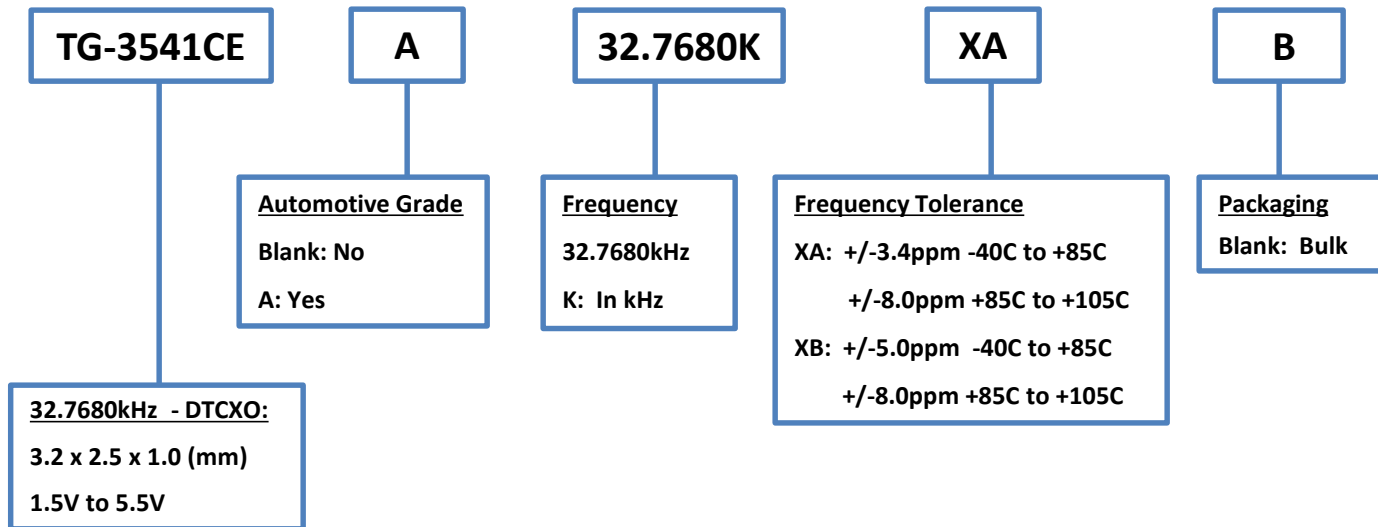 TG-3541CE
A
32.7680K
XA
B
Automotive Grade
Blank: No
A: Yes
Frequency
32.7680kHz
K: In kHz
Frequency Tolerance
XA: +/-3.4ppm -40C to +85C
+/-8.0ppm +85C to +105C
XB: +/-5.0ppm -40C to +85C
+/-8.0ppm +85C to +105C
Packaging
Blank: Bulk
32.7680kHz - DTCXO:
3.2 x 2.5 x 1.0 (mm)
1.5V to 5.5V